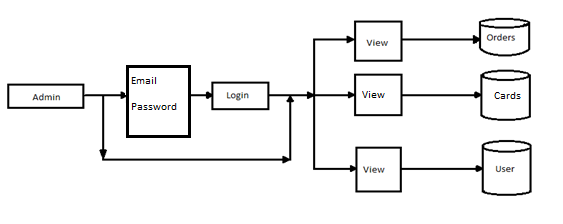 Admin
Email
Password
Login
View
Orders
View
Cards
View
User